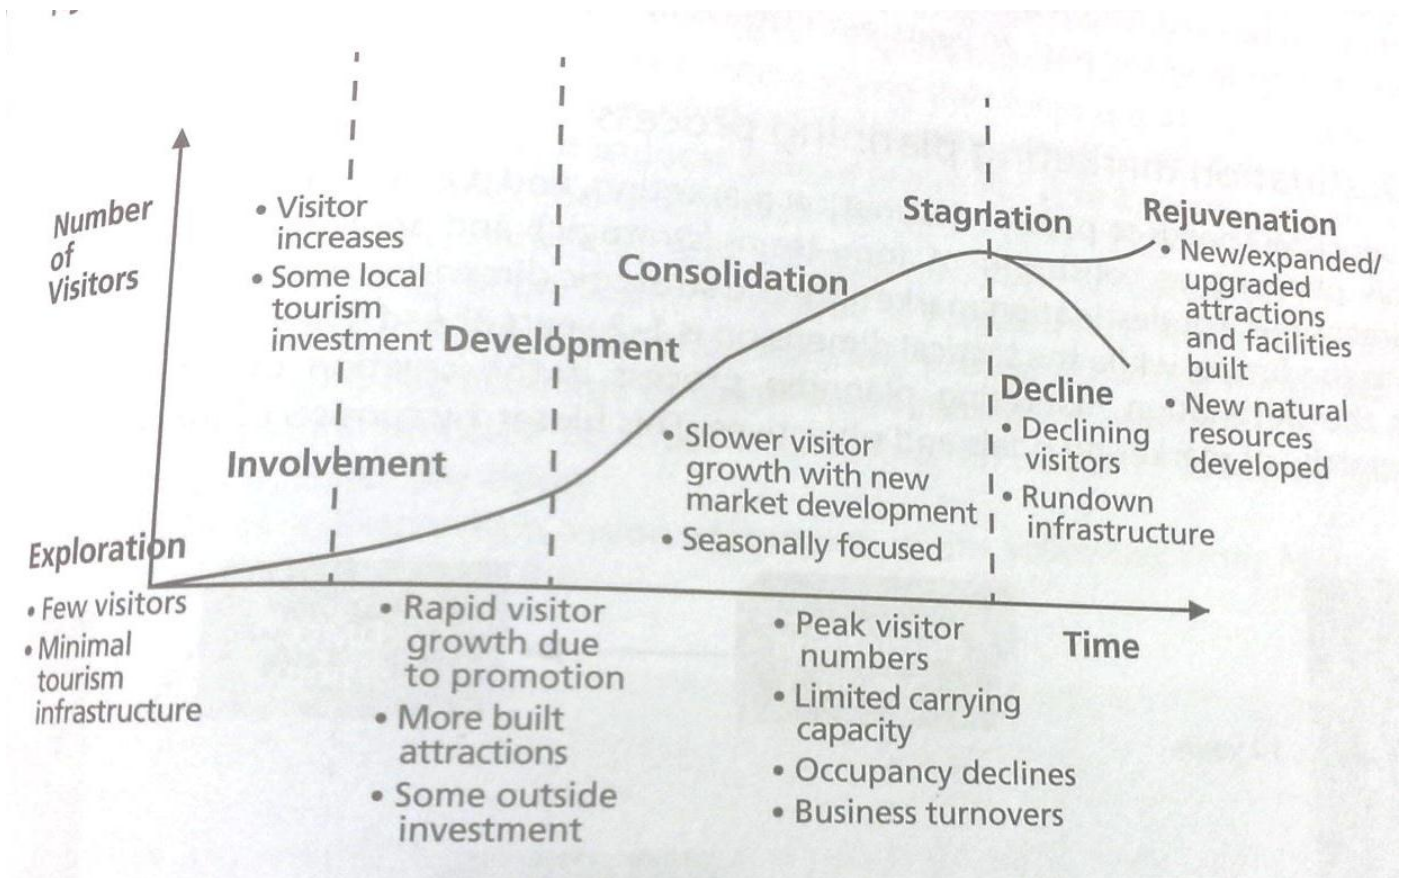 Number
of
Visitors
• Visitor
increases
• Some local
tourism
investment
Development
Consolidation
Stagnation
Rejuvenation
• New/expanded/
upgraded
attractions
and facilities
built
• New natural
resources
developed
Decline
• Declining
visitors
• Rundown
infrastructure
• Slower visitor
growth with new
market development
• Seasonally focused
Involvement
Exploration
• Few visitors
• Minimal
tourism
infrastructure
• Rapid visitor
growth due
to promotion
• More built
attractions
• Some outside
investment
• Peak visitor
numbers
• Limited carrying
capacity
• Occupancy declines
• Business turnovers
Time